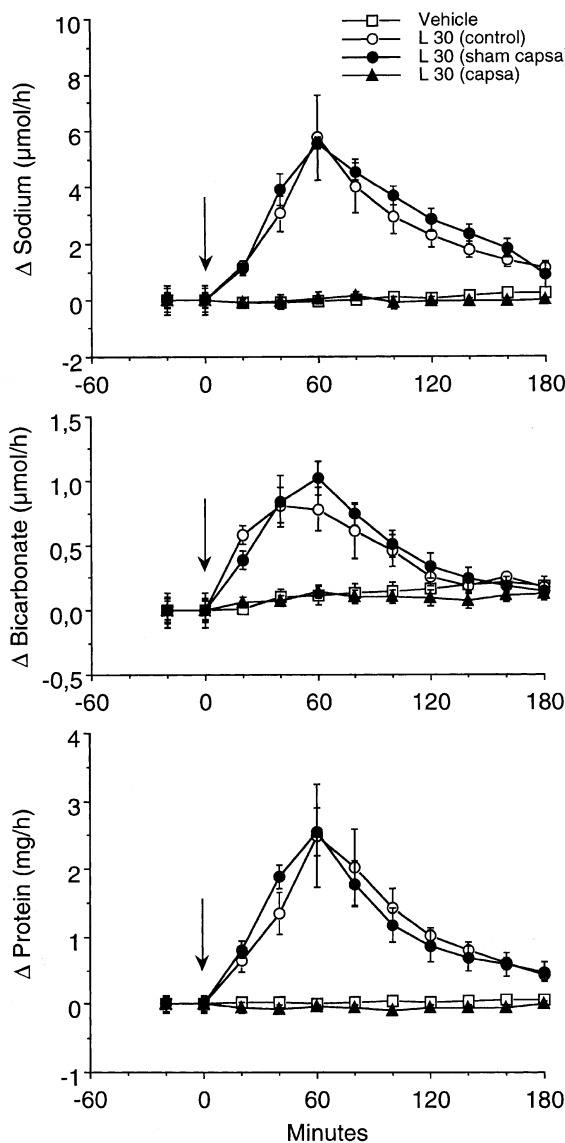 Vehicle
L 30 (control)
L 30 (sham capsa
L 30 (capsa)
Δ Sodium (μmol/h)
10
8
6
4
2
0
-2
-60 0 60 120 180
Δ Bicarbonate (μmol/h)
1,5
1,0
0,5
0,0
-0,5
-60 0 60 120 180
Δ Protein (mg/h)
4
3
2
1
0
-1
-60 0 60 120 180
Minutes